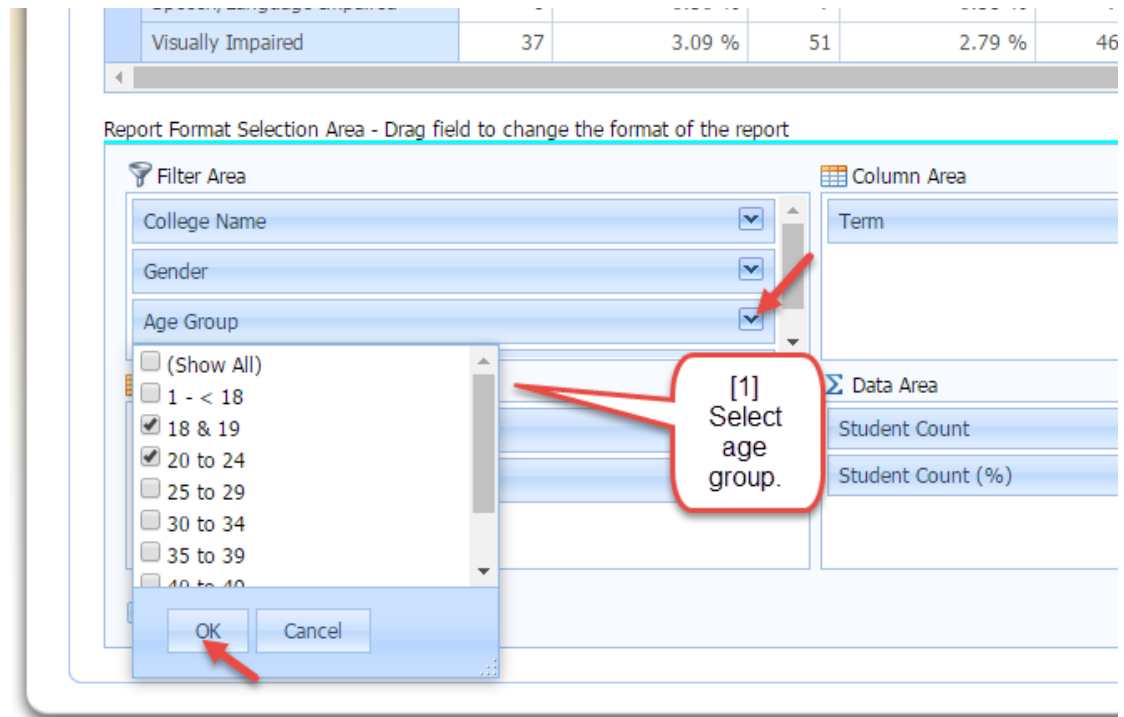 Visually Impaired 37 3.09 % 51 2.79 % 46
Report Format Selection Area - Drag field to change the format of the report
Filter Area
College Name
Gender
Age Group
(Show All)
1 - < 18
18 & 19
20 to 24
25 to 29
30 to 34
35 to 39
OK Cancel
[1]
Select
age
group.
Column Area
Term
Data Area
Student Count
Student Count (%)